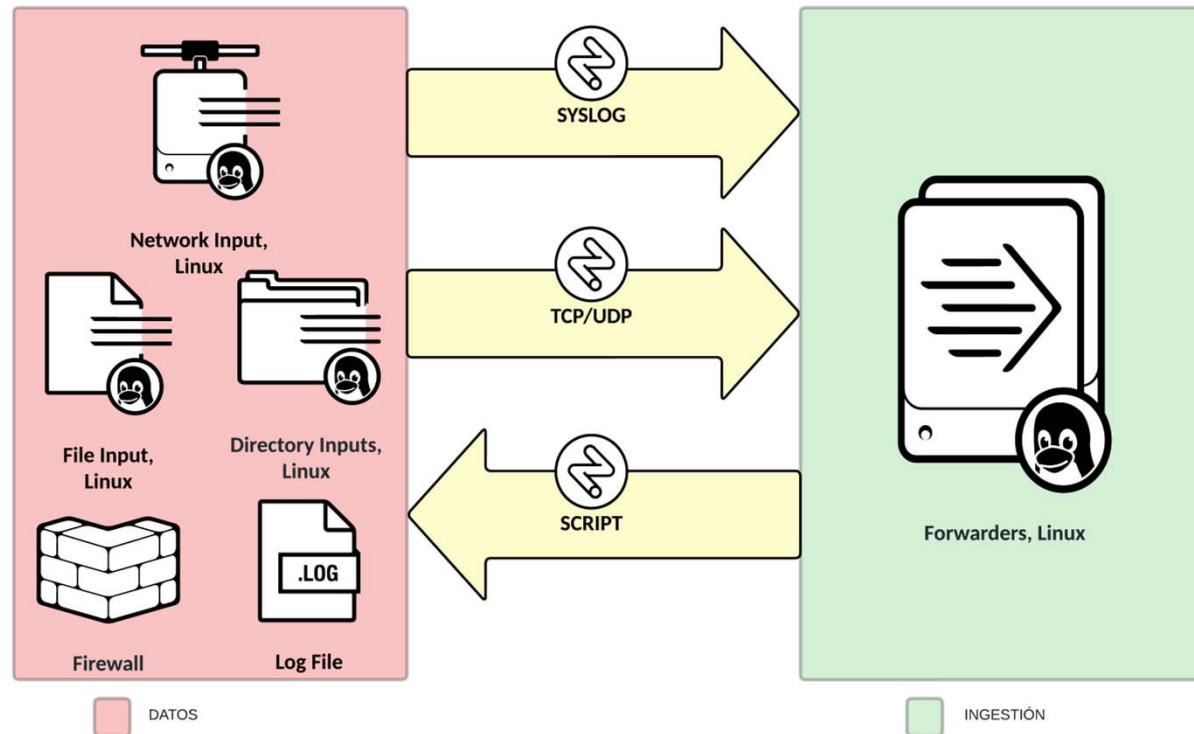 SYSLOG
Network Input,
Linux
TCP/UDP
File Input,
Linux
Directory Inputs,
Linux
SCRIPT
Forwarders, Linux
.LOG
Firewall
Log File
DATOS
INGESTIÓN